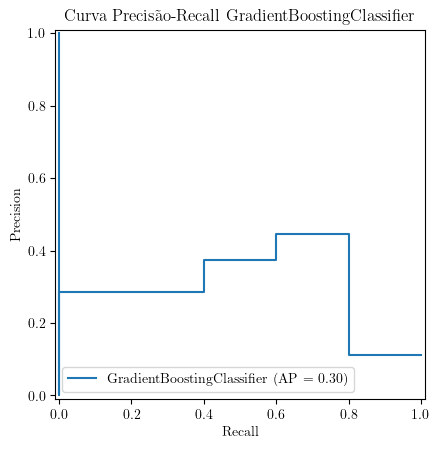 Curva Precisão-Recall GradientBoostingClassifier
1.0
0.8
0.6
0.4
0.2
0.0
Precision
GradientBoostingClassifier (AP = 0.30)
0.0 0.2 0.4 0.6 0.8 1.0
Recall